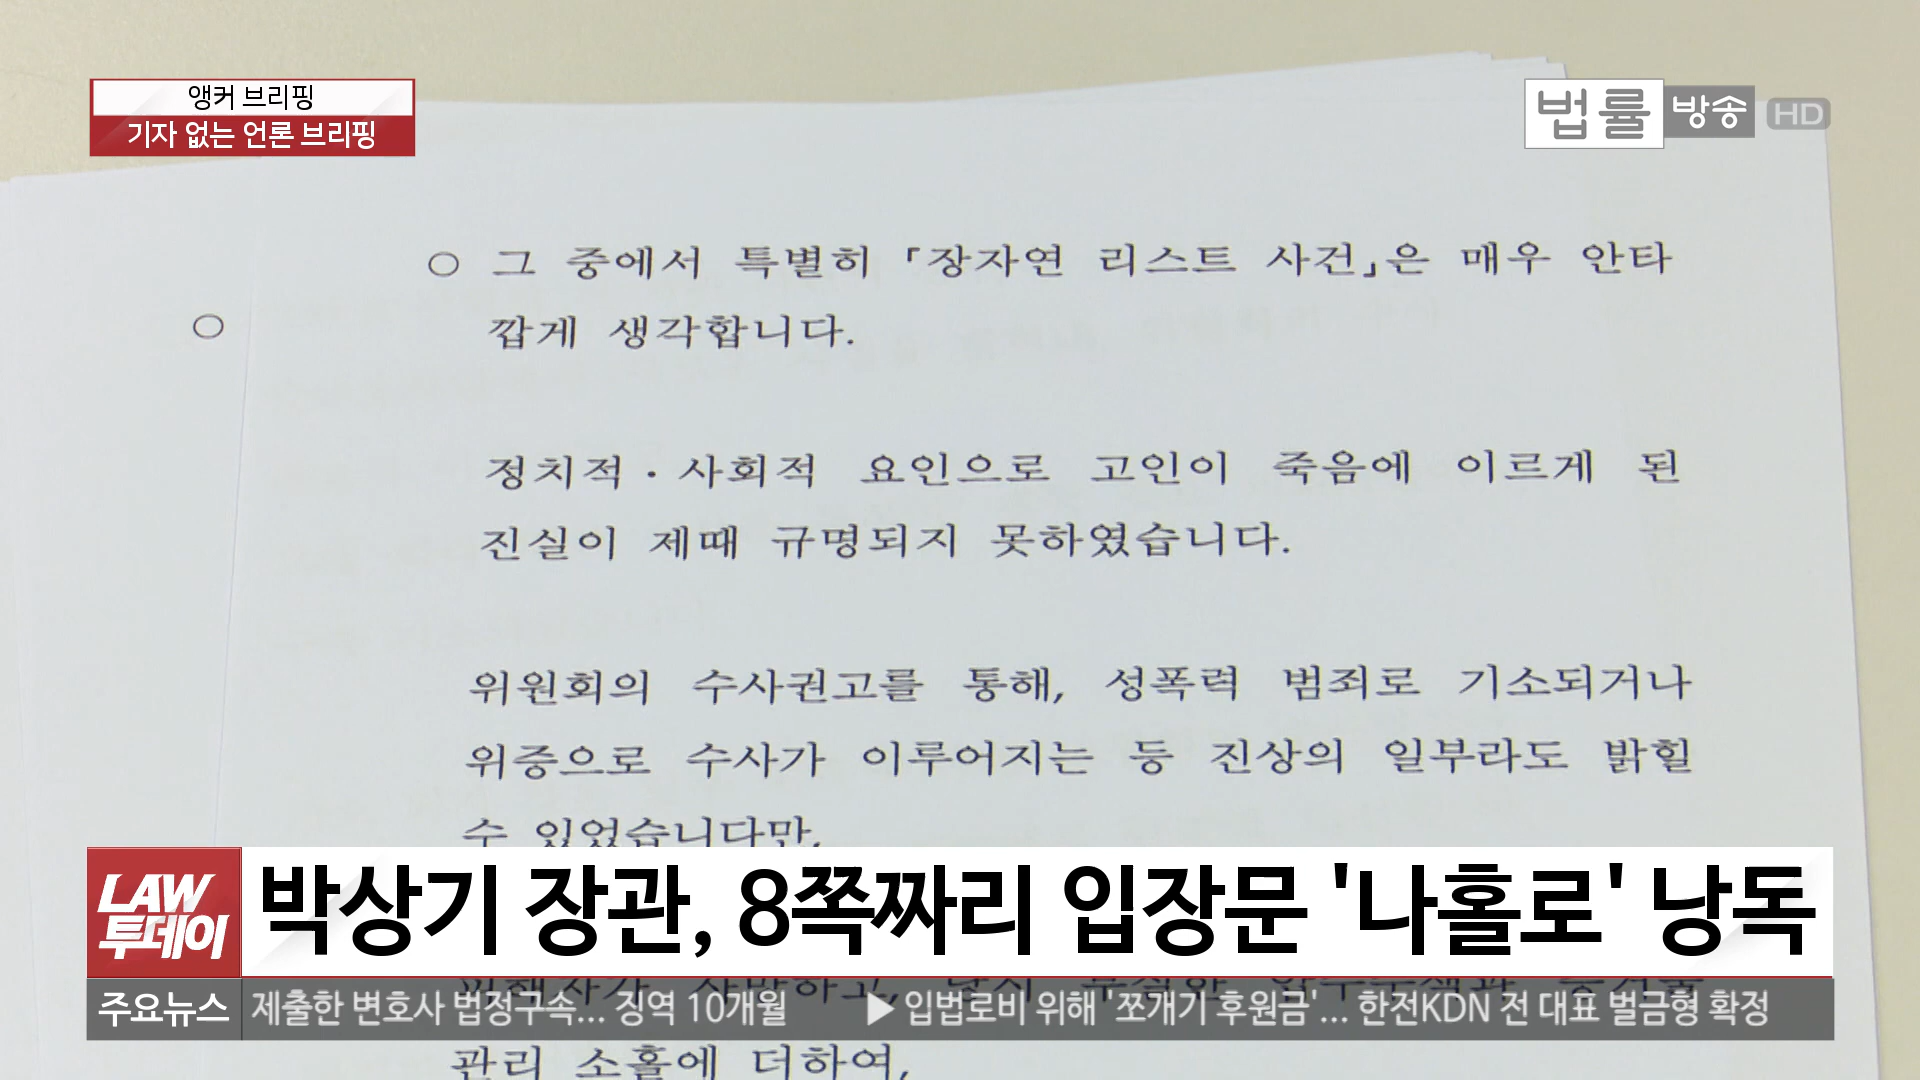 앵커 브리핑
기자 없는 언론 브리핑
법률방송 HD
○ 그 중에서 특별히 「장자연 리스트 사건」은 매우 안타
○
깝게 생각합니다.
정치적·사회적 요인으로 고인이 죽음에 이르게 된
진실이 제때 규명되지 못하였습니다.
위원회의 수사권고를 통해, 성폭력 범죄로 기소되거나
위증으로 수사가 이루어지는 등 진상의 일부라도 밝힐
수 있었습니다만,
LAW
투데이
박상기 장관, 8쪽짜리 입장문 '나홀로' 낭독
주요뉴스 제출한 변호사 법정구속... 징역 10개월 ▶ 입법로비 위해 '쪼개기 후원금'... 한전KDN 전 대표 벌금형 확정
관리 소홀에 더하여,